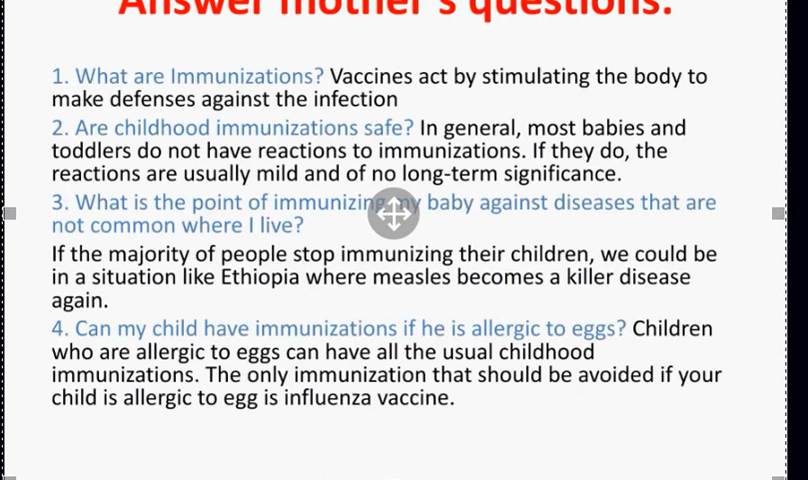 Answer mother's questions.
1. What are Immunizations? Vaccines act by stimulating the body to
make defenses against the infection
2. Are childhood immunizations safe? In general, most babies and
toddlers do not have reactions to immunizations. If they do, the
reactions are usually mild and of no long-term significance.
3. What is the point of immunizing my baby against diseases that are
not common where I live?
If the majority of people stop immunizing their children, we could be
in a situation like Ethiopia where measles becomes a killer disease
again.
4. Can my child have immunizations if he is allergic to eggs? Children
who are allergic to eggs can have all the usual childhood
immunizations. The only immunization that should be avoided if your
child is allergic to egg is influenza vaccine.